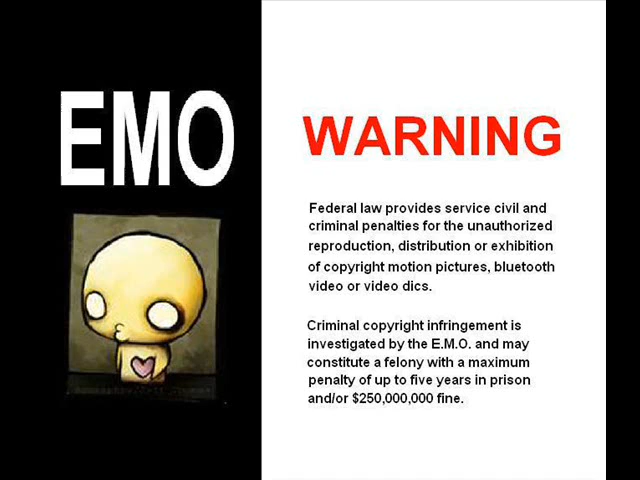 EMO
WARNING
Federal law provides service civil and
criminal penalties for the unauthorized
reproduction, distribution or exhibition
of copyright motion pictures, bluetooth
video or video dics.
Criminal copyright infringement is
investigated by the E.M.O. and may
constitute a felony with a maximum
penalty of up to five years in prison
and/or $250,000,000 fine.